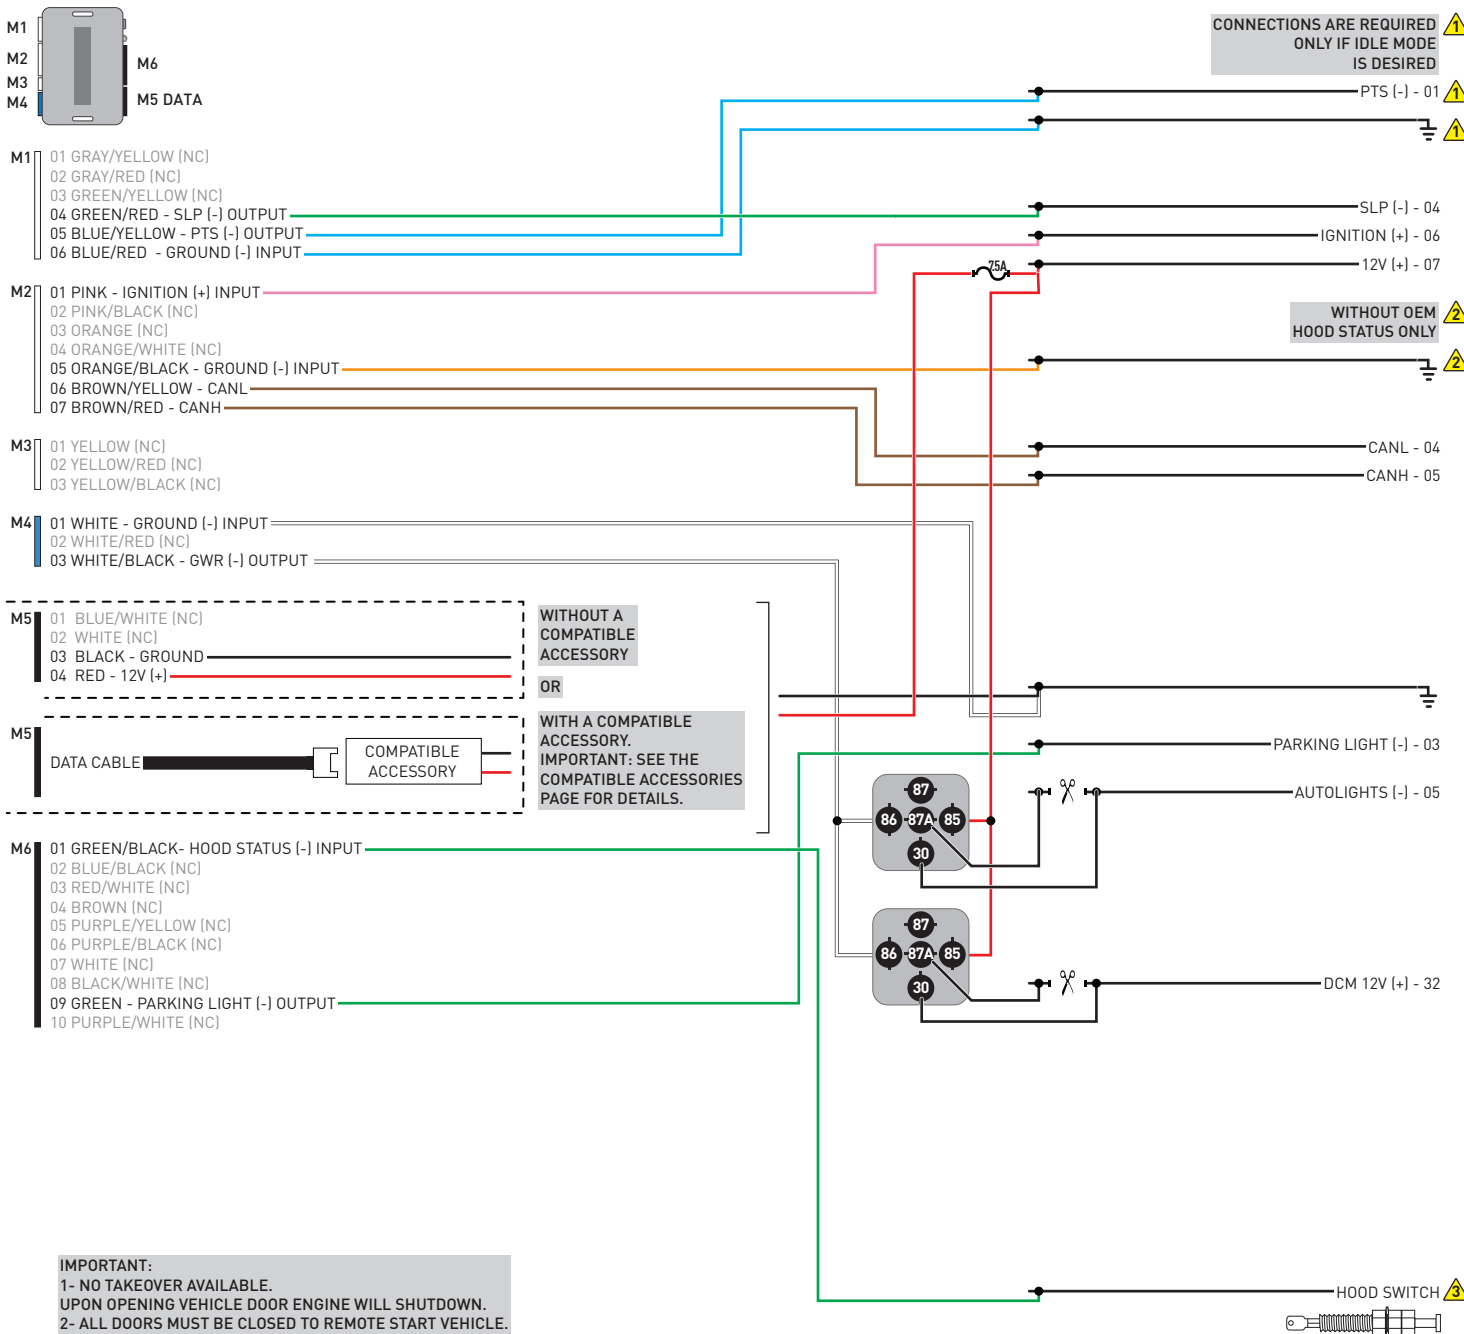 M1
M2
M3
M4
M6
M5 DATA
CONNECTIONS ARE REQUIRED
ONLY IF IDLE MODE
IS DESIRED
1
PTS (-) - 01
1
1
M1
01 GRAY/YELLOW (NC)
02 GRAY/RED (NC)
03 GREEN/YELLOW (NC)
04 GREEN/RED - SLP (-) OUTPUT
05 BLUE/YELLOW - PTS (-) OUTPUT
06 BLUE/RED - GROUND (-) INPUT
SLP (-) - 04
IGNITION (+) - 06
12V (+) - 07
7.5A
M2
01 PINK - IGNITION (+) INPUT
02 PINK/BLACK (NC)
03 ORANGE (NC)
04 ORANGE/WHITE (NC)
05 ORANGE/BLACK - GROUND (-) INPUT
06 BROWN/YELLOW - CANL
07 BROWN/RED - CANH
WITHOUT OEM
HOOD STATUS ONLY
2
2
M3
01 YELLOW (NC)
02 YELLOW/RED (NC)
03 YELLOW/BLACK (NC)
CANL - 04
CANH - 05
M4
01 WHITE - GROUND (-) INPUT
02 WHITE/RED (NC)
03 WHITE/BLACK - GWR (-) OUTPUT
M5
01 BLUE/WHITE (NC)
02 WHITE (NC)
03 BLACK - GROUND
04 RED - 12V (+)
WITHOUT A
COMPATIBLE
ACCESSORY
OR
M5
DATA CABLE
COMPATIBLE
ACCESSORY
WITH A COMPATIBLE
ACCESSORY.
IMPORTANT: SEE THE
COMPATIBLE ACCESSORIES
PAGE FOR DETAILS.
PARKING LIGHT (-) - 03
AUTOLIGHTS (-) - 05
87
86
87A
85
30
M6
01 GREEN/BLACK- HOOD STATUS (-) INPUT
02 BLUE/BLACK (NC)
03 RED/WHITE (NC)
04 BROWN (NC)
05 PURPLE/YELLOW (NC)
06 PURPLE/BLACK (NC)
07 WHITE (NC)
08 BLACK/WHITE (NC)
09 GREEN - PARKING LIGHT (-) OUTPUT
10 PURPLE/WHITE (NC)
87
86
87A
85
30
DCM 12V (+) - 32
IMPORTANT:
1- NO TAKEOVER AVAILABLE.
UPON OPENING VEHICLE DOOR ENGINE WILL SHUTDOWN.
2- ALL DOORS MUST BE CLOSED TO REMOTE START VEHICLE.
HOOD SWITCH
3